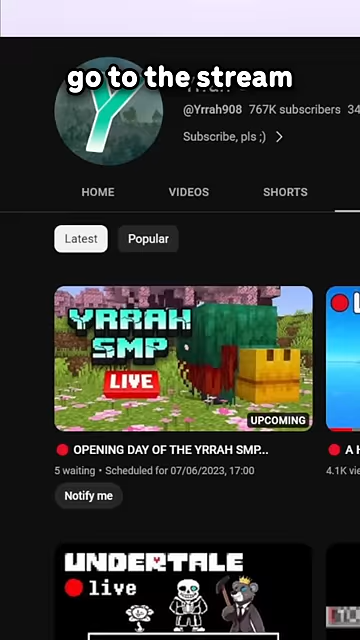 go to the stream
@Yrrah908 767K subscribers 34
Subscribe, pls ;)
HOME VIDEOS SHORTS
Latest Popular
YRRAH
SMP
LIVE
UPCOMING
🔴 OPENING DAY OF THE YRRAH SMP...
🔴 A H
5 waiting • Scheduled for 07/06/2023, 17:00
4.1K vie
Notify me
UNDERTALE
live